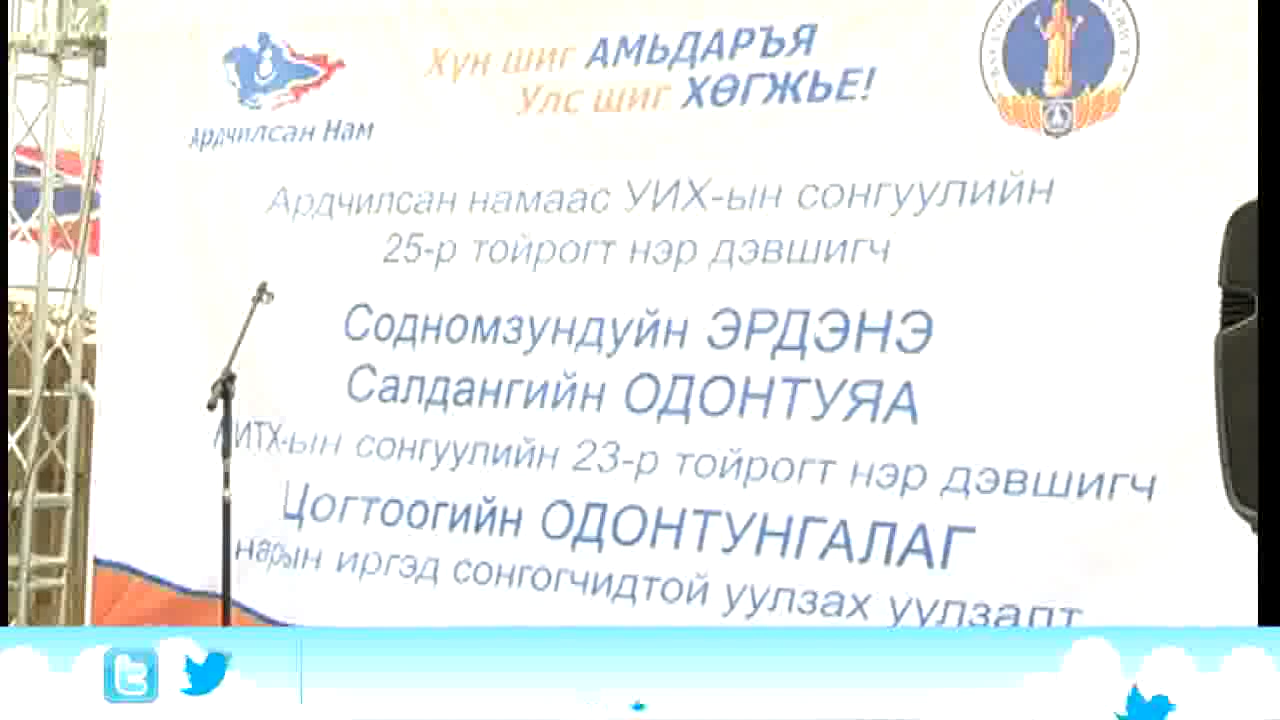 Хүн шиг АМЬДАРЪЯ
Улс шиг ХӨГЖЬЕ!
Ардчилсан Нам
Ардчилсан намаас УИХ-ын сонгуулийн
25-р тойрогт нэр дэвшигч
Содномзундуйн ЭРДЭНЭ
Салдангийн ОДОНТУЯА
НИТХ-ын сонгуулийн 23-р тойрогт нэр дэвшигч
Цогтоогийн ОДОНТУНГАЛАГ
нарын иргэд сонгогчидтой уулзах уулзалт